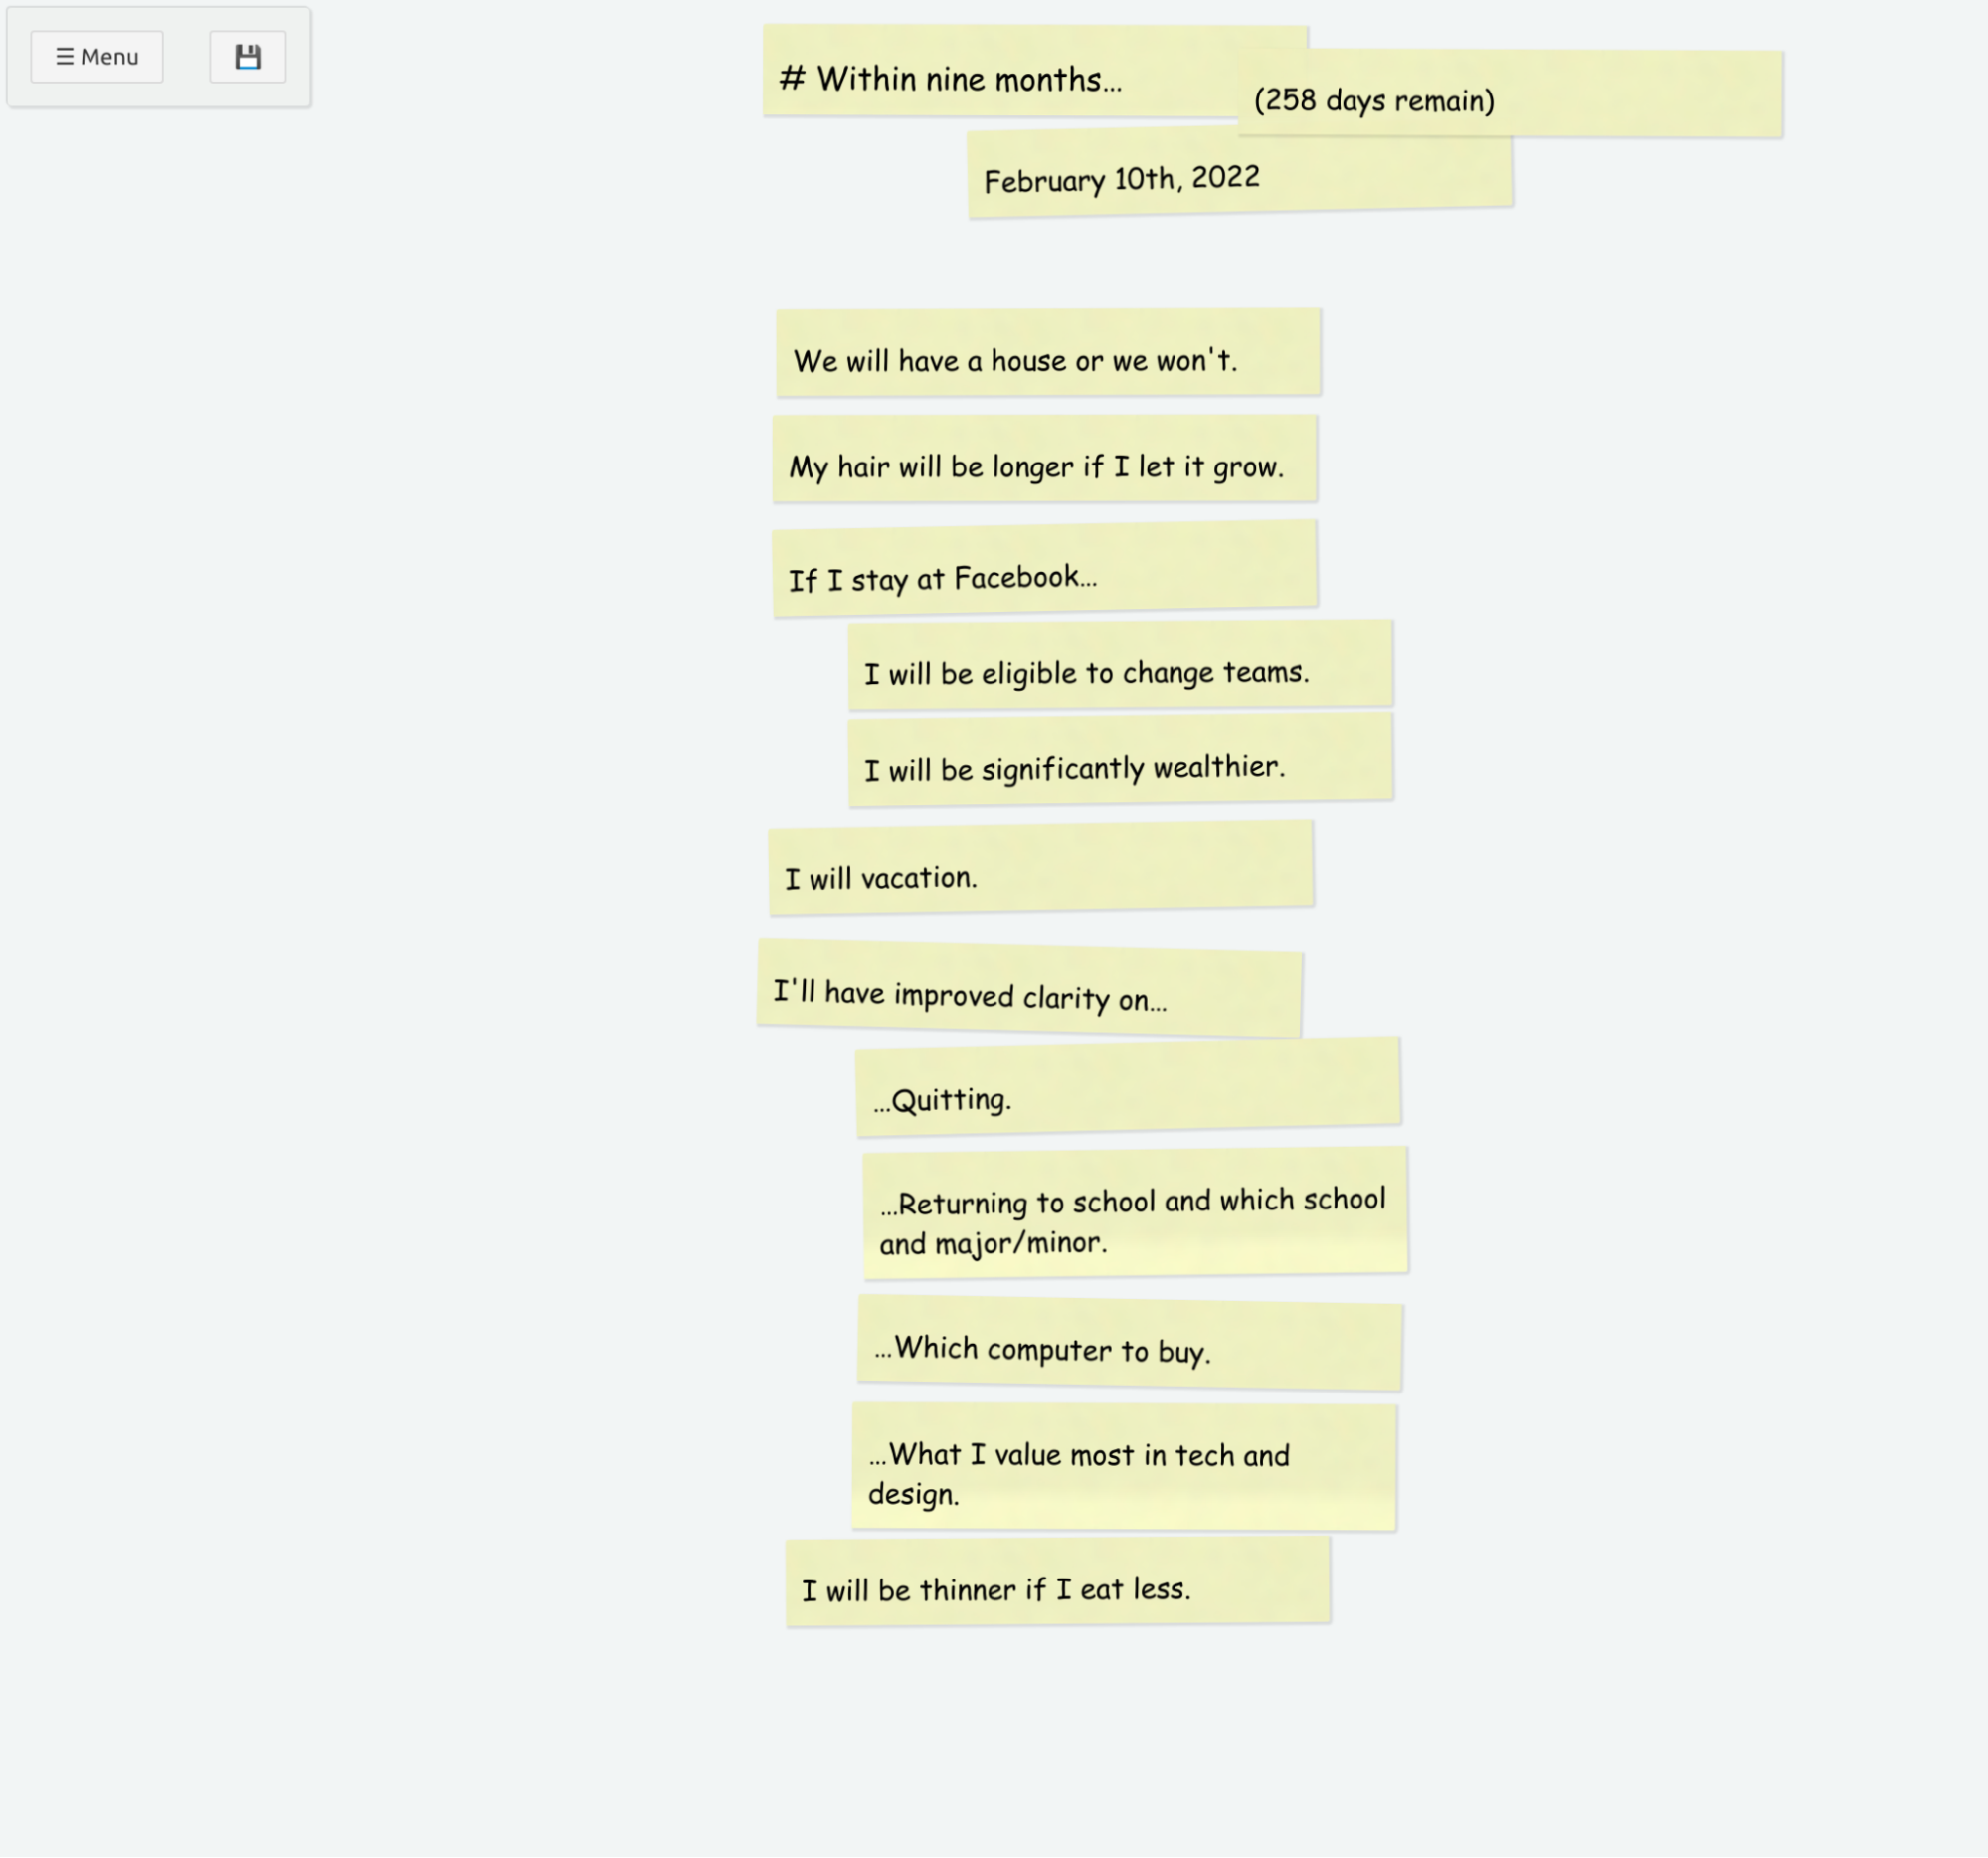 ☰ Menu 💾
# Within nine months...
(258 days remain)
February 10th, 2022
We will have a house or we won't.
My hair will be longer if I let it grow.
If I stay at Facebook...
I will be eligible to change teams.
I will be significantly wealthier.
I will vacation.
I'll have improved clarity on...
...Quitting.
...Returning to school and which school
and major/minor.
...Which computer to buy.
...What I value most in tech and
design.
I will be thinner if I eat less.